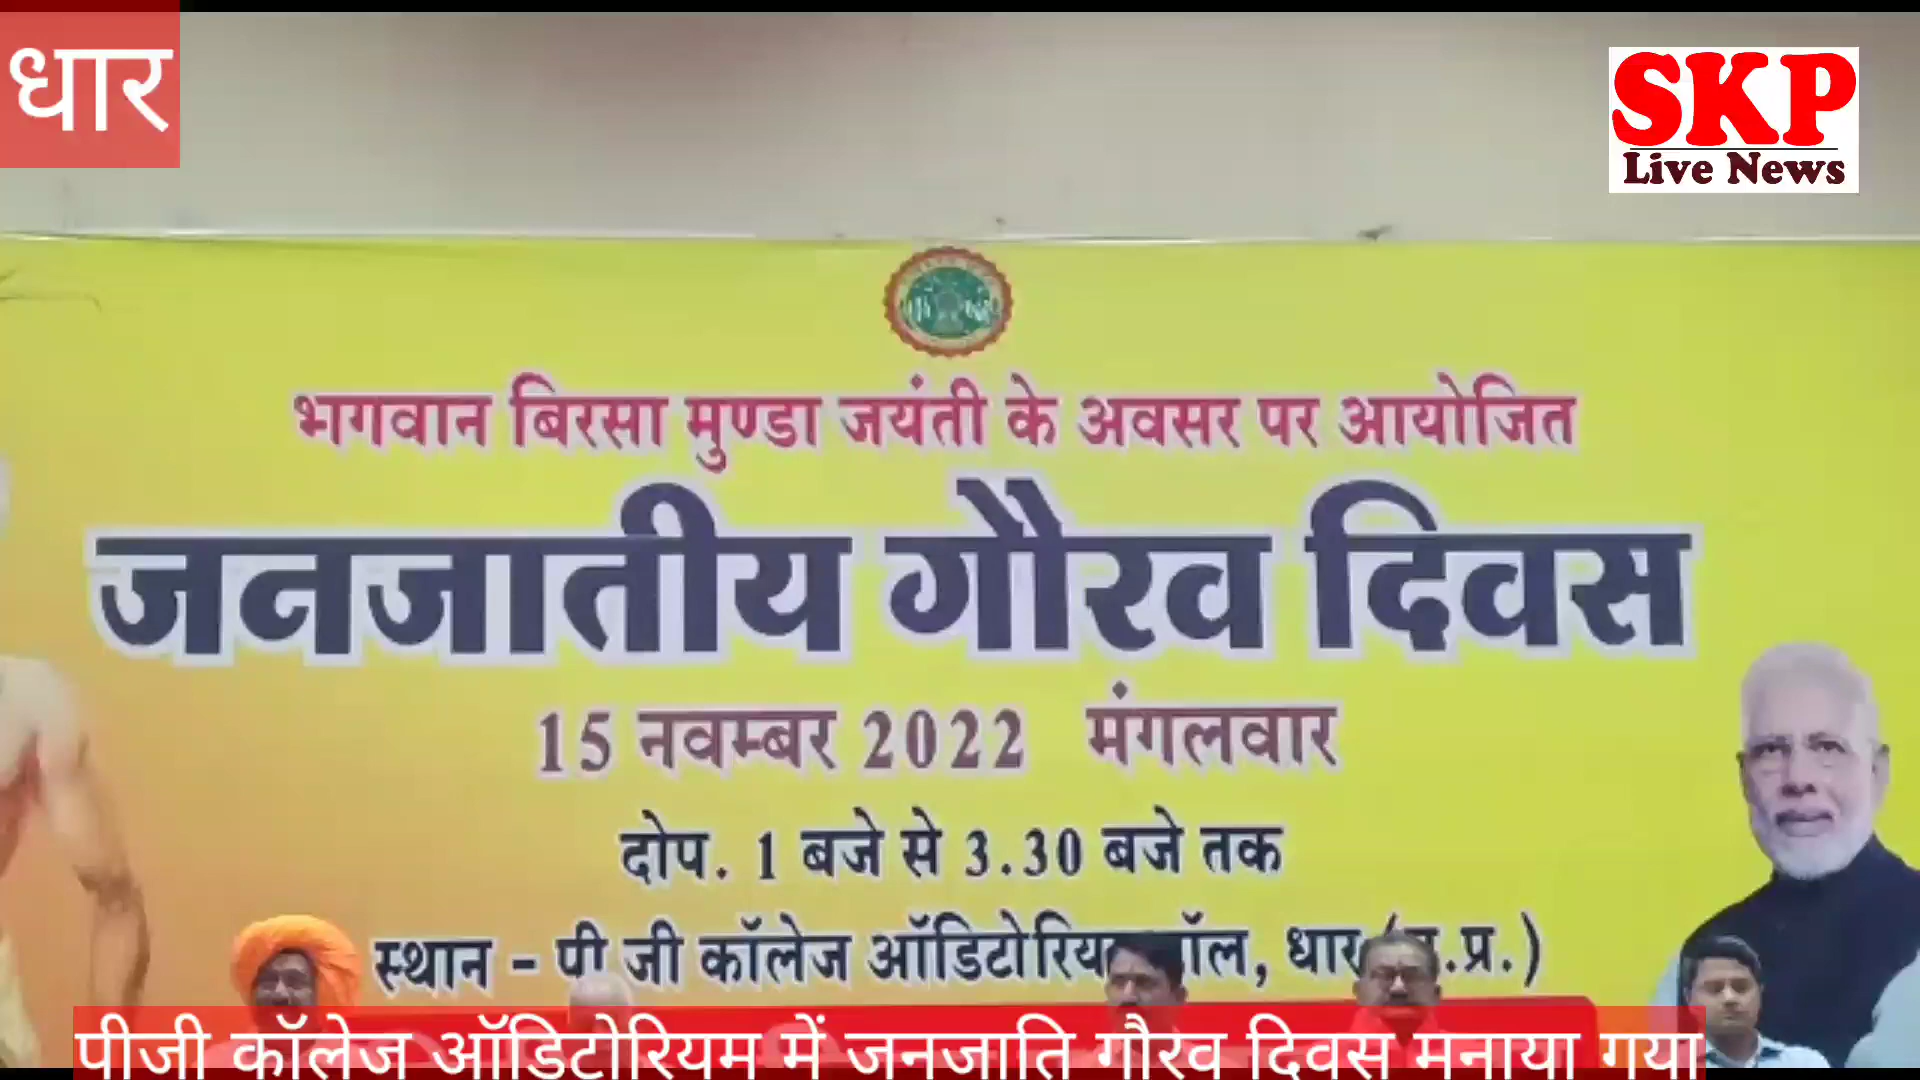 धार
SKP
Live News
भगवान बिरसा मुण्डा जयंती के अवसर पर आयोजित
जनजातीय गौरव दिवस
15 नवम्बर 2022 मंगलवार
दोप. 1 बजे से 3.30 बजे तक
स्थान - पी जी कॉलेज ऑडिटोरियम हॉल, धार (म.प्र.)
पीजी कॉलेज ऑडिटोरियम में जनजाति गौरव दिवस मनाया गया